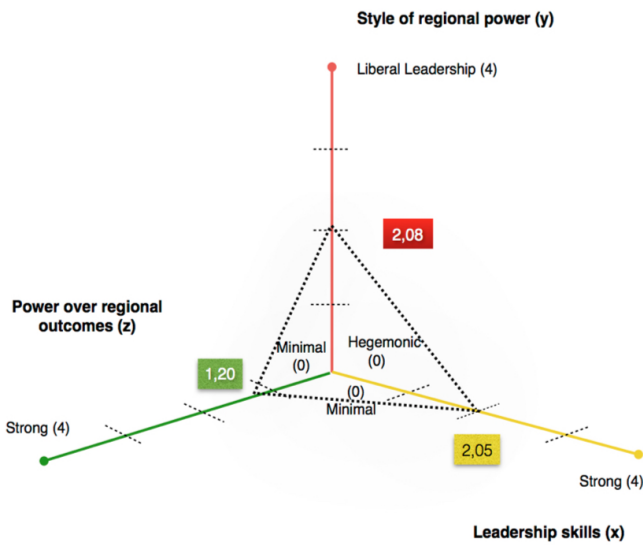 Style of regional power (y)
Liberal Leadership (4)
2,08
Power over regional
outcomes (z)
Minimal
(0)
Hegemonic
(0)
1,20
(0)
Minimal
Strong (4)
2,05
Strong (4)
Leadership skills (x)